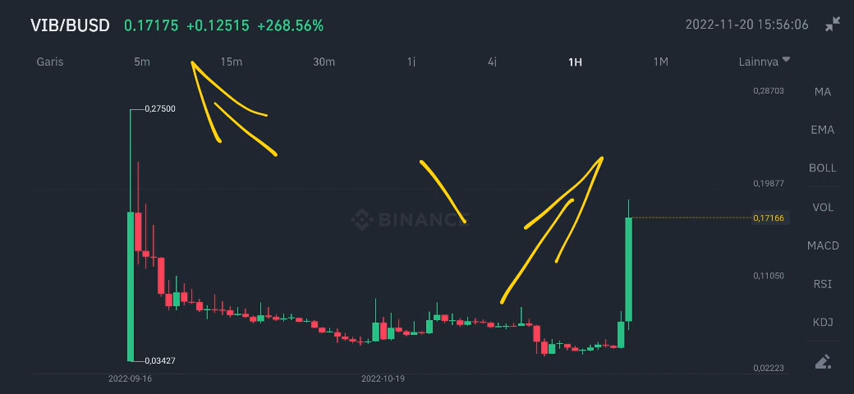 VIB/BUSD 0.17175 +0.12515 +268.56% 2022-11-20 15:56:06
Garis 5m 15m 30m 1j 4j 1H 1M Lainnya
0,28703
MA
0,27500
EMA
BOLL
0,19877
VOL
BINANCE
0,17166
MACD
0,11050
RSI
KDJ
0,03427
0,02223
2022-09-16 2022-10-19